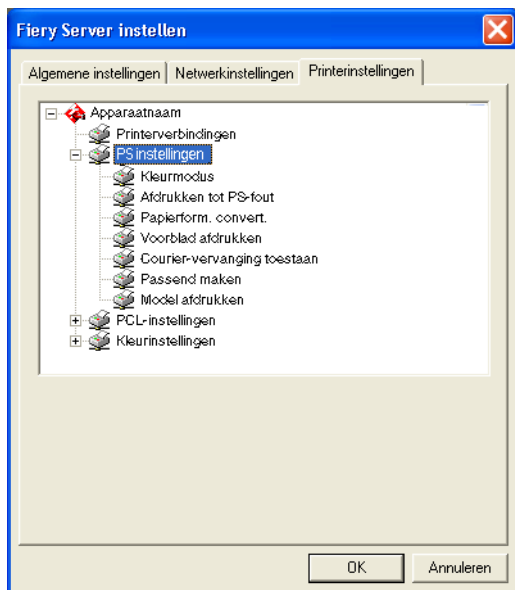 Fiery Server instellen
Algemene instellingen Netwerkinstellingen Printerinstellingen
Apparaatnaam
Printerverbindingen
PS instellingen
Kleurmodus
Afdrukken tot PS-fout
Papierform. convert.
Voorblad afdrukken
Courier-vervanging toestaan
Passend maken
Model afdrukken
PCL-instellingen
Kleurinstellingen
OK Annuleren